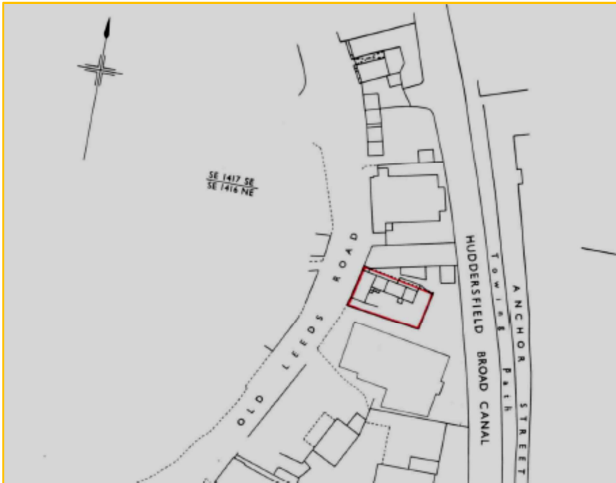 SE 1417 SE
SE 1416 NE
OLD LEEDS ROAD
HUDDERSFIELD BROAD CANAL
Towing Path
ANCHOR STREET